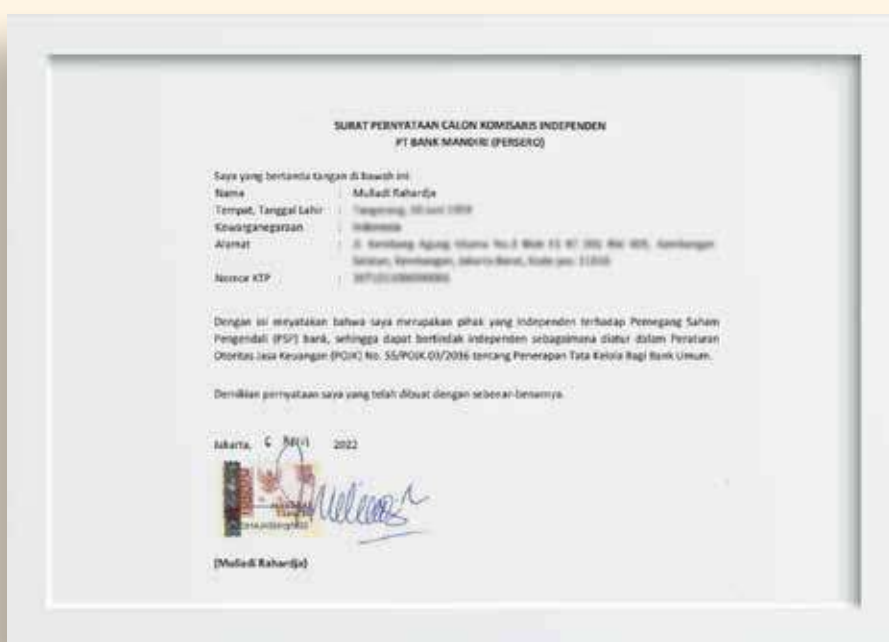 SURAT PERNYATAAN CALON KOMISARIS INDEPENDEN
PT BANK MANDIRI (PERSERO)
Saya yang bertanda tangan di bawah ini
Nama : Muliadi Rahardja
Tempat, Tanggal Lahir :
Kewarganegaraan : Indonesia
Alamat :
Nomor KTP :
Dengan ini menyatakan bahwa saya merupakan pihak yang independen terhadap Pemegang Saham
Pengendali (PSP) bank, sehingga dapat bertindak independen sebagaimana diatur dalam Peraturan
Otoritas Jasa Keuangan (POJK) No. 55/POJK.03/2016 tentang Penerapan Tata Kelola Bagi Bank Umum.
Demikian pernyataan saya yang telah dibuat dengan sebenar-benarnya.
Jakarta, 6 2022
(Muliadi Rahardja)